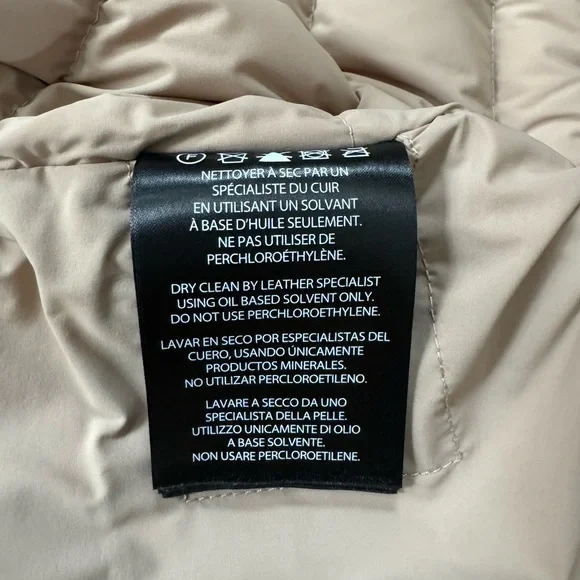 F
NETTOYER À SEC PAR UN
SPÉCIALISTE DU CUIR
EN UTILISANT UN SOLVANT
À BASE D'HUILE SEULEMENT.
NE PAS UTILISER DE
PERCHLOROÉTHYLÈNE.
DRY CLEAN BY LEATHER SPECIALIST
USING OIL BASED SOLVENT ONLY.
DO NOT USE PERCHLOROETHYLENE.
LAVAR EN SECO POR ESPECIALISTAS DEL
CUERO, USANDO ÚNICAMENTE
PRODUCTOS MINERALES.
NO UTILIZAR PERCLOROETILENO.
LAVARE A SECCO DA UNO
SPECIALISTA DELLA PELLE.
UTILIZZO UNICAMENTE DI OLIO
A BASE SOLVENTE.
NON USARE PERCLOROETILENE.